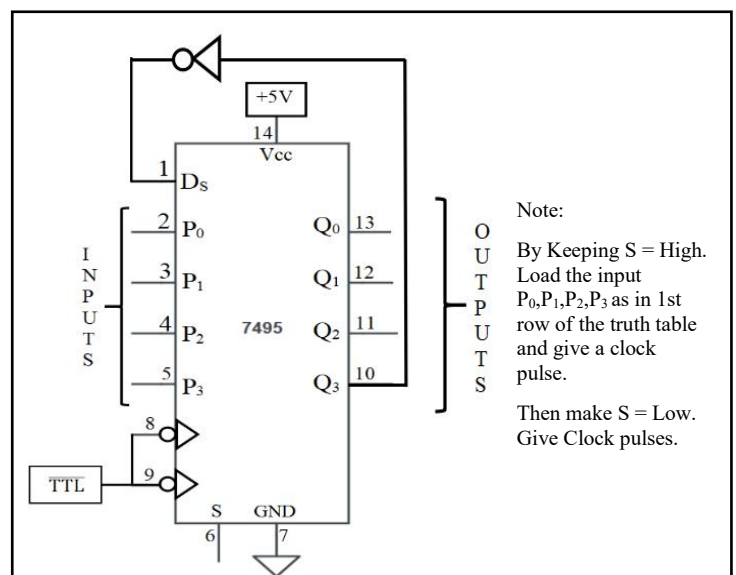 +5V
14
Vcc
1
DS
2 P0
Q0 13
3 P1
Q1 12
4 P2
7495
Q2 11
5 P3
Q3 10
8
9
TTL
S
GND
6
7
INPUTS
OUTPUTS
Note:
By Keeping S = High.
Load the input
P0,P1,P2,P3 as in 1st
row of the truth table
and give a clock
pulse.
Then make S = Low.
Give Clock pulses.